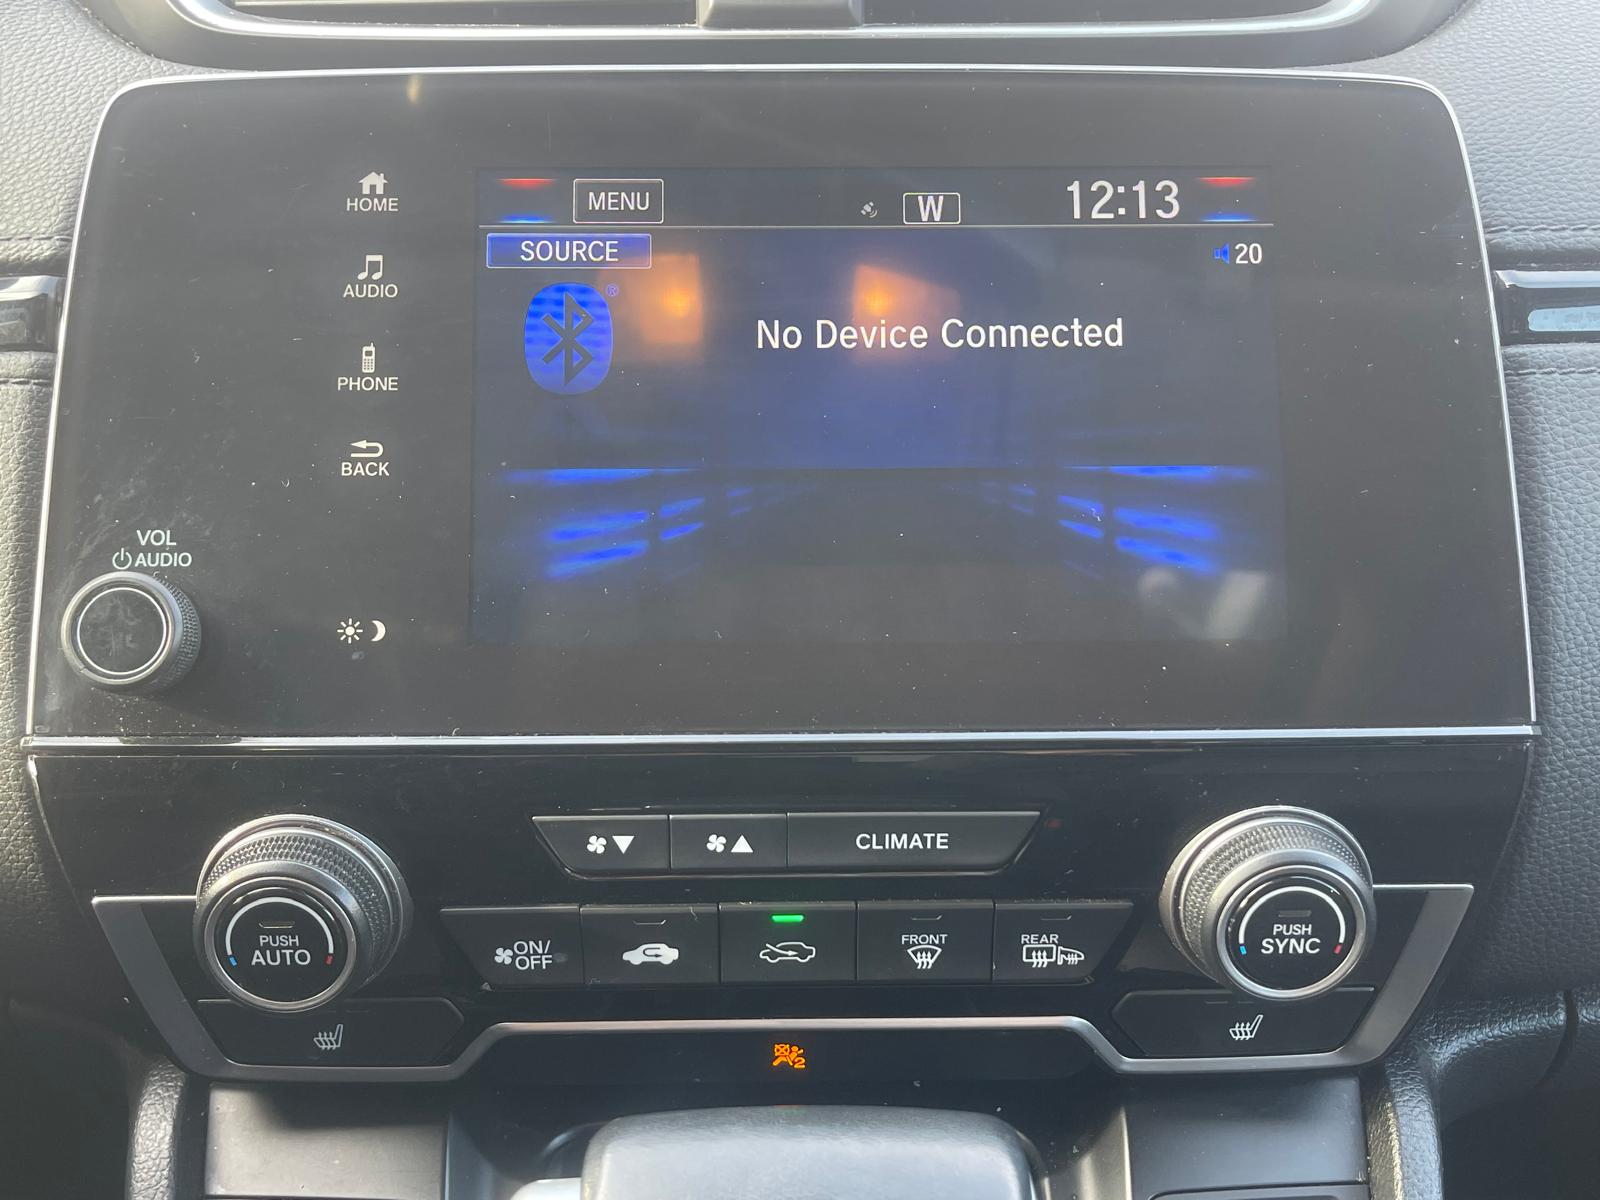 HOME
MENU
W
12:13
SOURCE
20
AUDIO
®
No Device Connected
PHONE
BACK
VOL
AUDIO
CLIMATE
PUSH
AUTO
ON/
OFF
FRONT
REAR
PUSH
SYNC
2